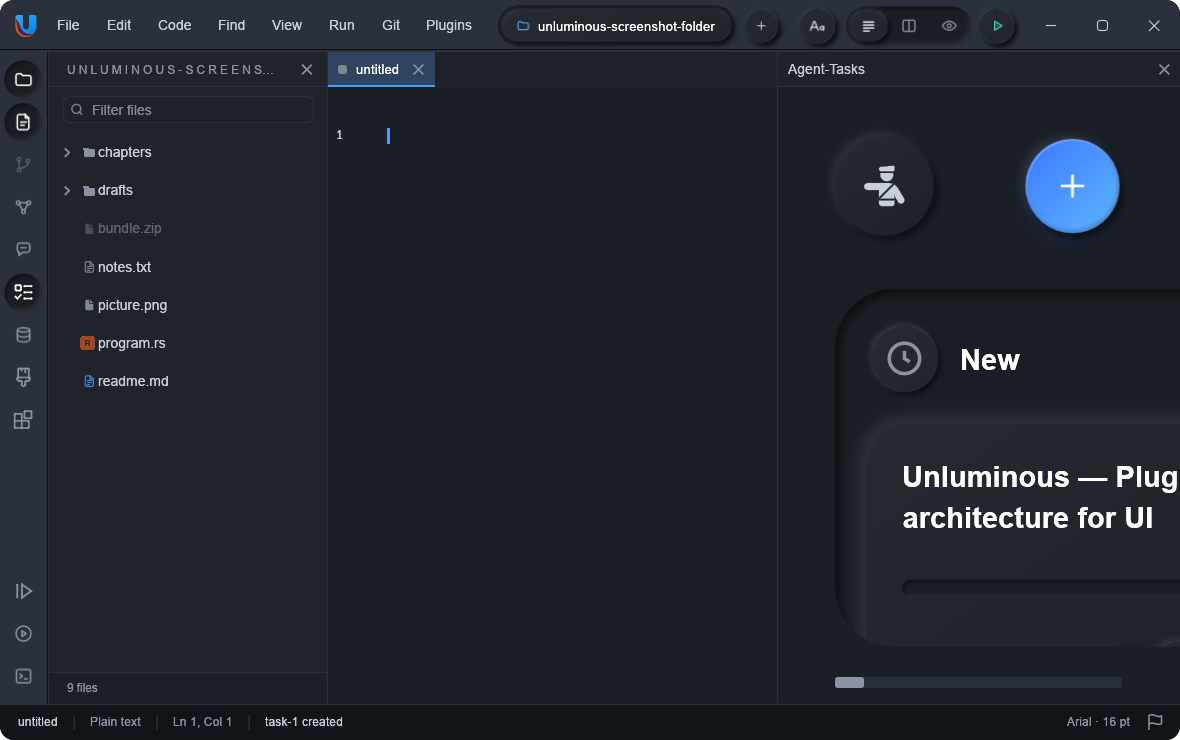 File Edit Code Find View Run Git Plugins unluminous-screenshot-folder
UNLUMINOUS-SCREENS...
untitled
Agent-Tasks
Filter files
1
chapters
drafts
bundle.zip
notes.txt
picture.png
R program.rs
readme.md
New
Unluminous — Plug
architecture for UI
9 files
untitled Plain text Ln 1, Col 1 task-1 created Arial · 16 pt